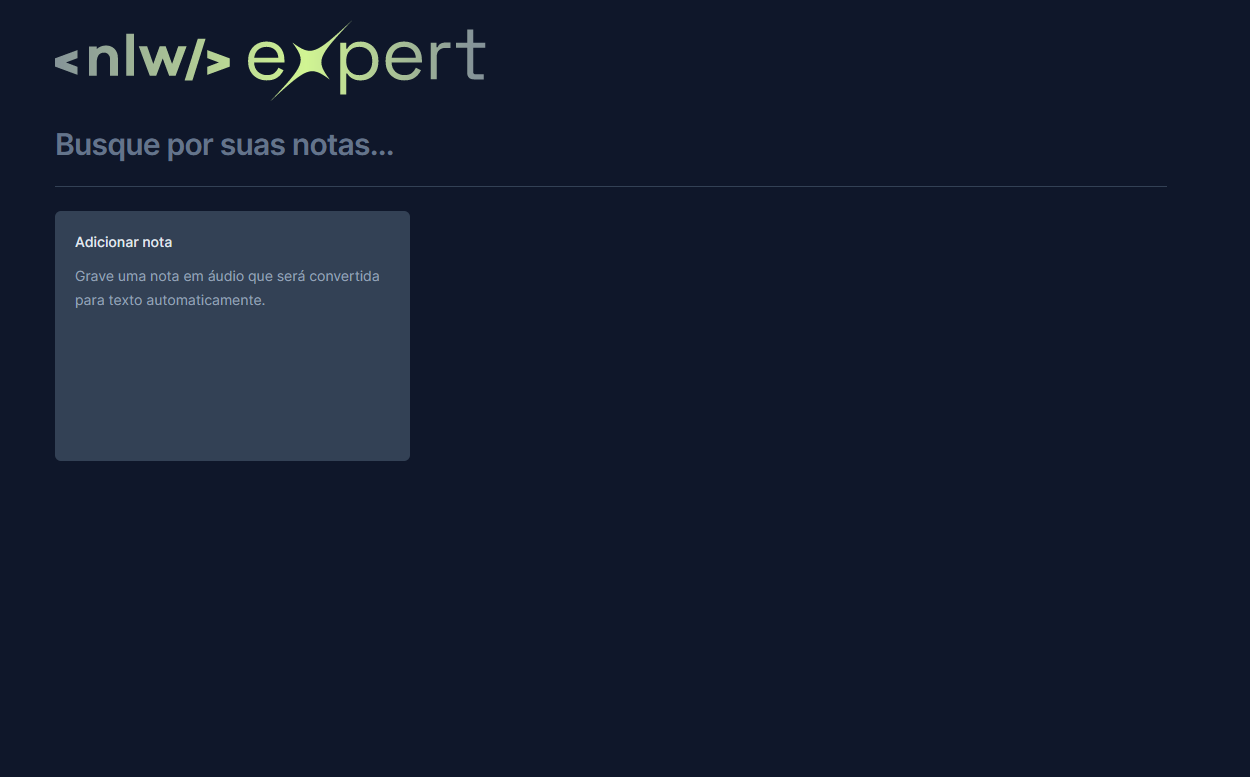 <nlw/> expert
Busque por suas notas...
Adicionar nota
Grave uma nota em áudio que será convertida
para texto automaticamente.